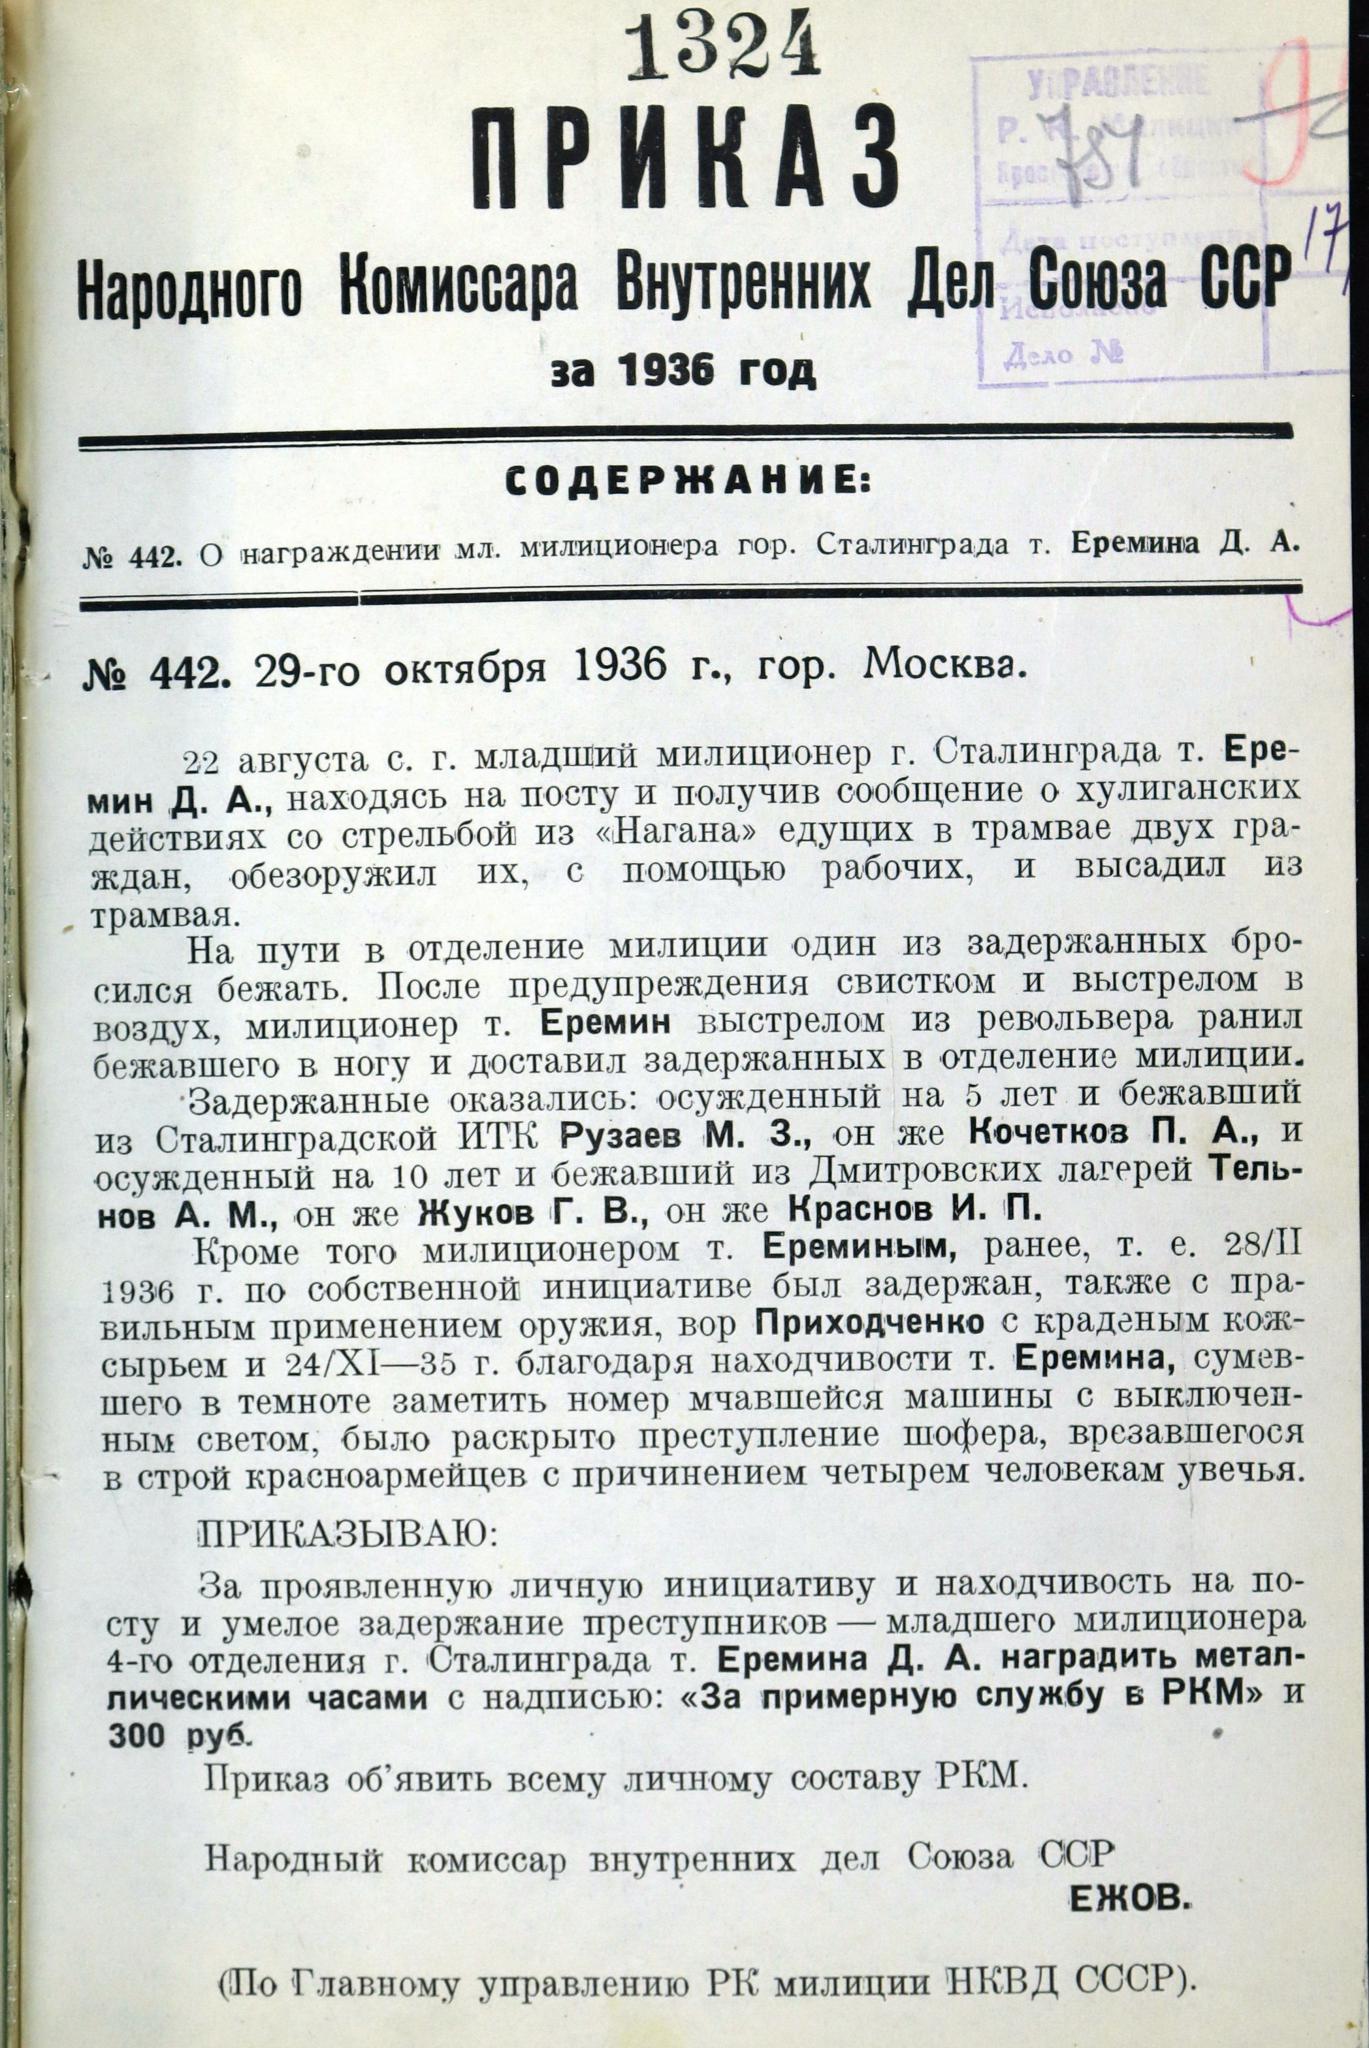 1324
УПРАВЛЕНИЕ
Р. К. Милиции
784
17
ПРИКАЗ
Народного Комиссара Внутренних Дел Союза ССР
за 1936 год
Дата поступления
Исполнено
Дело №
СОДЕРЖАНИЕ:
№ 442. О награждении мл. милиционера гор. Сталинграда т. Еремина Д. А.
№ 442. 29-го октября 1936 г., гор. Москва.
22 августа с. г. младший милиционер г. Сталинграда т. Ере-
мин Д. А., находясь на посту и получив сообщение о хулиганских
действиях со стрельбой из «Нагана» едущих в трамвае двух гра-
ждан, обезоружил их, с помощью рабочих, и высадил из
трамвая.
На пути в отделение милиции один из задержанных бро-
сился бежать. После предупреждения свистком и выстрелом в
воздух, милиционер т. Еремин выстрелом из револьвера ранил
бежавшего в ногу и доставил задержанных в отделение милиции.
Задержанные оказались: осужденный на 5 лет и бежавший
из Сталинградской ИТК Рузаев М. З., он же Кочетков П. А., и
осужденный на 10 лет и бежавший из Дмитровских лагерей Тель-
нов А. М., он же Жуков Г. В., он же Краснов И. П.
Кроме того милиционером т. Ереминым, ранее, т. е. 28/II
1936 г. по собственной инициативе был задержан, также с пра-
вильным применением оружия, вор Приходченко с краденым кож-
сырьем и 24/XI—35 г. благодаря находчивости т. Еремина, сумев-
шего в темноте заметить номер мчавшейся машины с выключен-
ным светом, было раскрыто преступление шофера, врезавшегося
в строй красноармейцев с причинением четырем человекам увечья.
ПРИКАЗЫВАЮ:
За проявленную личную инициативу и находчивость на по-
сту и умелое задержание преступников — младшего милиционера
4-го отделения г. Сталинграда т. Еремина Д. А. наградить метал-
лическими часами с надписью: «За примерную службу в РКМ» и
300 руб.
Приказ об'явить всему личному составу РКМ.
Народный комиссар внутренних дел Союза ССР
ЕЖОВ.
(По Главному управлению РК милиции НКВД СССР).